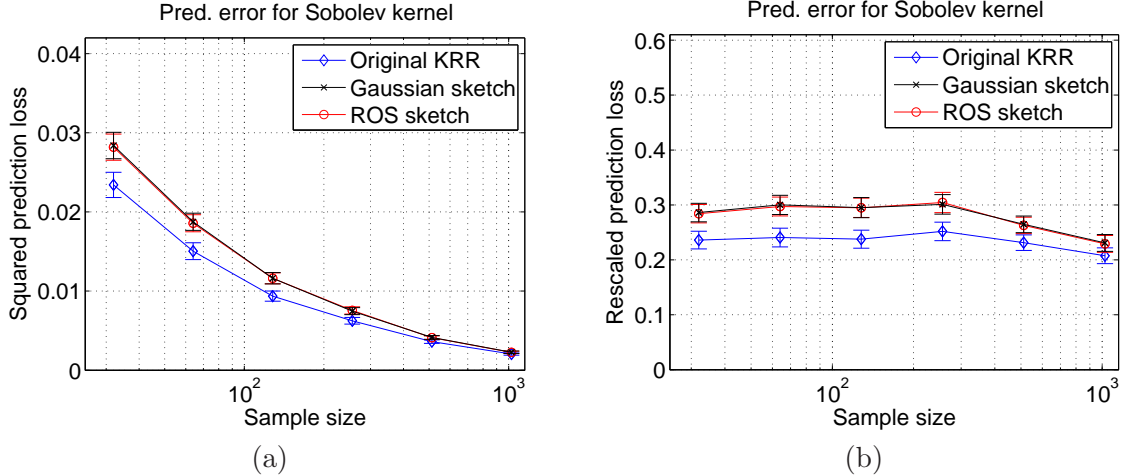 Pred. error for Sobolev kernel
0.04
0.03
0.02
0.01
0
Squared prediction loss
Original KRR
Gaussian sketch
ROS sketch
10^2
10^3
Sample size
(a)
Pred. error for Sobolev kernel
0.6
0.5
0.4
0.3
0.2
0.1
0
Rescaled prediction loss
Original KRR
Gaussian sketch
ROS sketch
10^2
10^3
Sample size
(b)